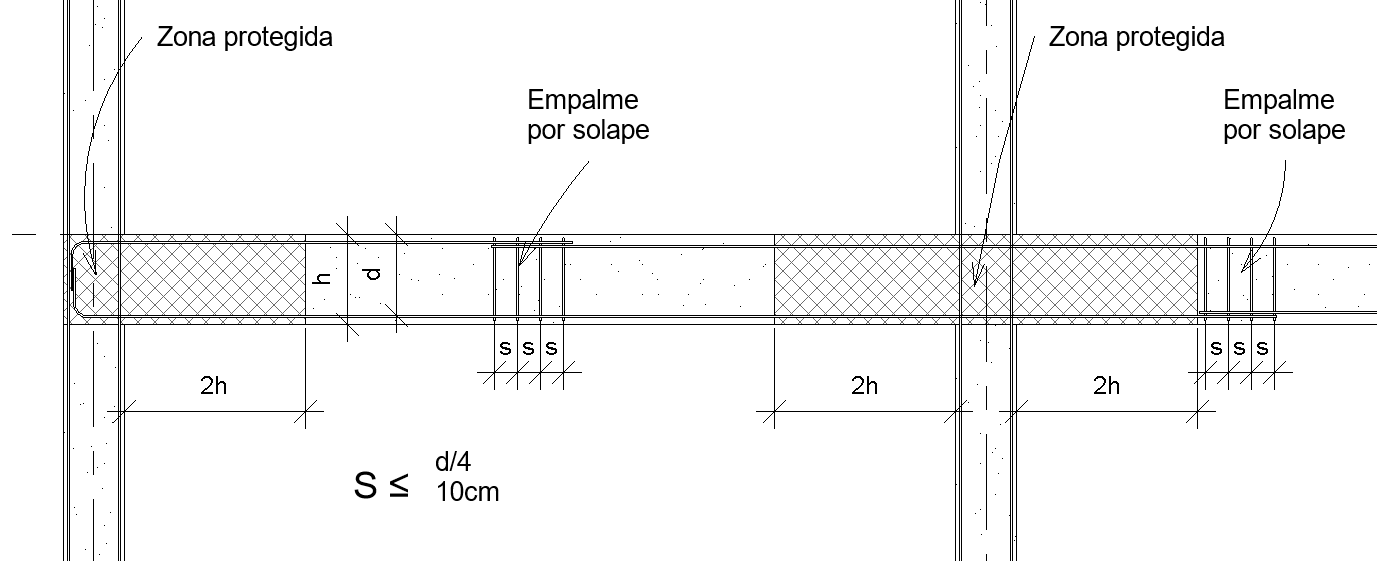 Zona protegida
Zona protegida
Empalme
por solape
Empalme
por solape
h
d
s s s
s s s
2h
2h
2h
S ≤ d/4
10cm